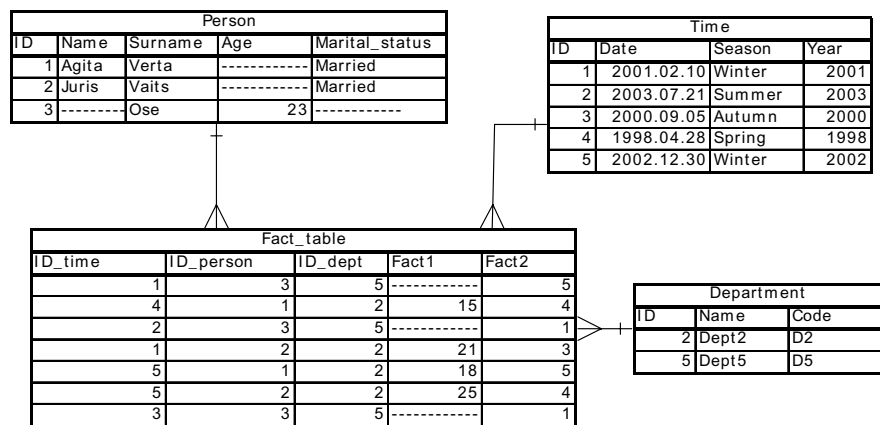 Person
ID Name Surname Age Marital_status
1 Agita Verta ------------ Married
2 Juris Vaits ------------ Married
3 --------- Ose 23 -----------
Time
ID Date Season Year
1 2001.02.10 Winter 2001
2 2003.07.21 Summer 2003
3 2000.09.05 Autumn 2000
4 1998.04.28 Spring 1998
5 2002.12.30 Winter 2002
Fact_table
ID_time ID_person ID_dept Fact1 Fact2
1 3 5 ----------- 5
4 1 2 15 4
2 3 5 ----------- 1
1 2 2 21 3
5 1 2 18 5
5 2 2 25 4
3 3 5 ----------- 1
Department
ID Name Code
2 Dept2 D2
5 Dept5 D5